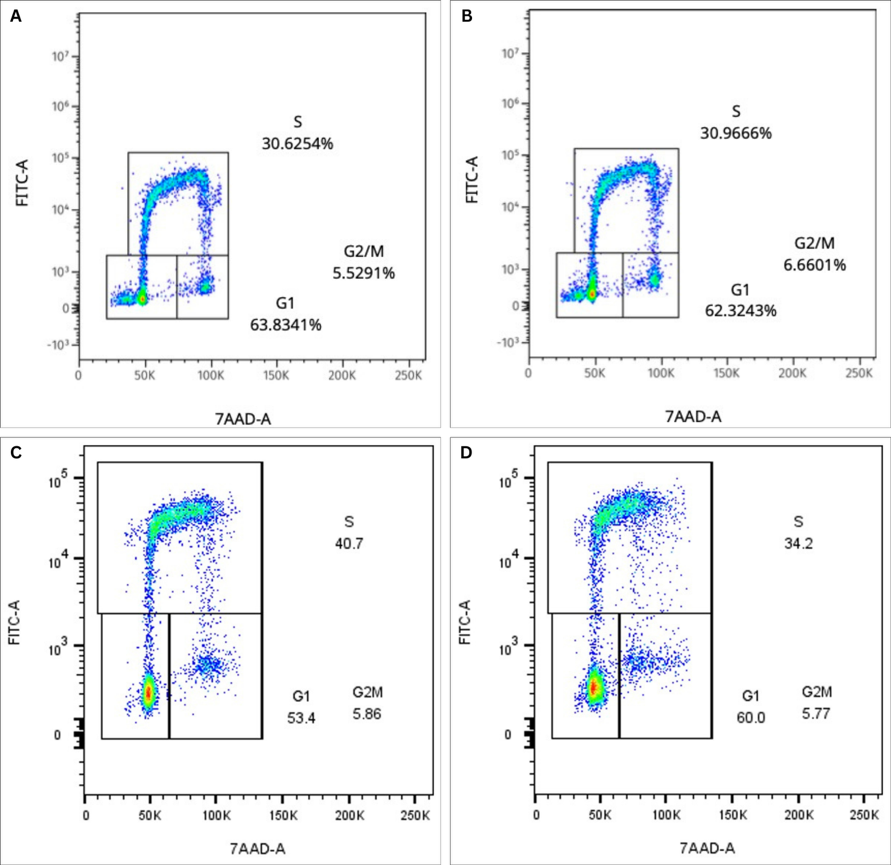 A
FITC-A
10⁷
10⁶
10⁵
10⁴
10³
0
-10³
S
30.6254%
G2/M
5.5291%
G1
63.8341%
0 50K 100K 150K 200K 250K
7AAD-A
B
FITC-A
10⁷
10⁶
10⁵
10⁴
10³
0
-10³
S
30.9666%
G2/M
6.6601%
G1
62.3243%
0 50K 100K 150K 200K 250K
7AAD-A
C
FITC-A
10⁵
10⁴
10³
0
S
40.7
G1 G2M
53.4 5.86
0 50K 100K 150K 200K 250K
7AAD-A
D
FITC-A
10⁵
10⁴
10³
0
S
34.2
G1 G2M
60.0 5.77
0 50K 100K 150K 200K 250K
7AAD-A